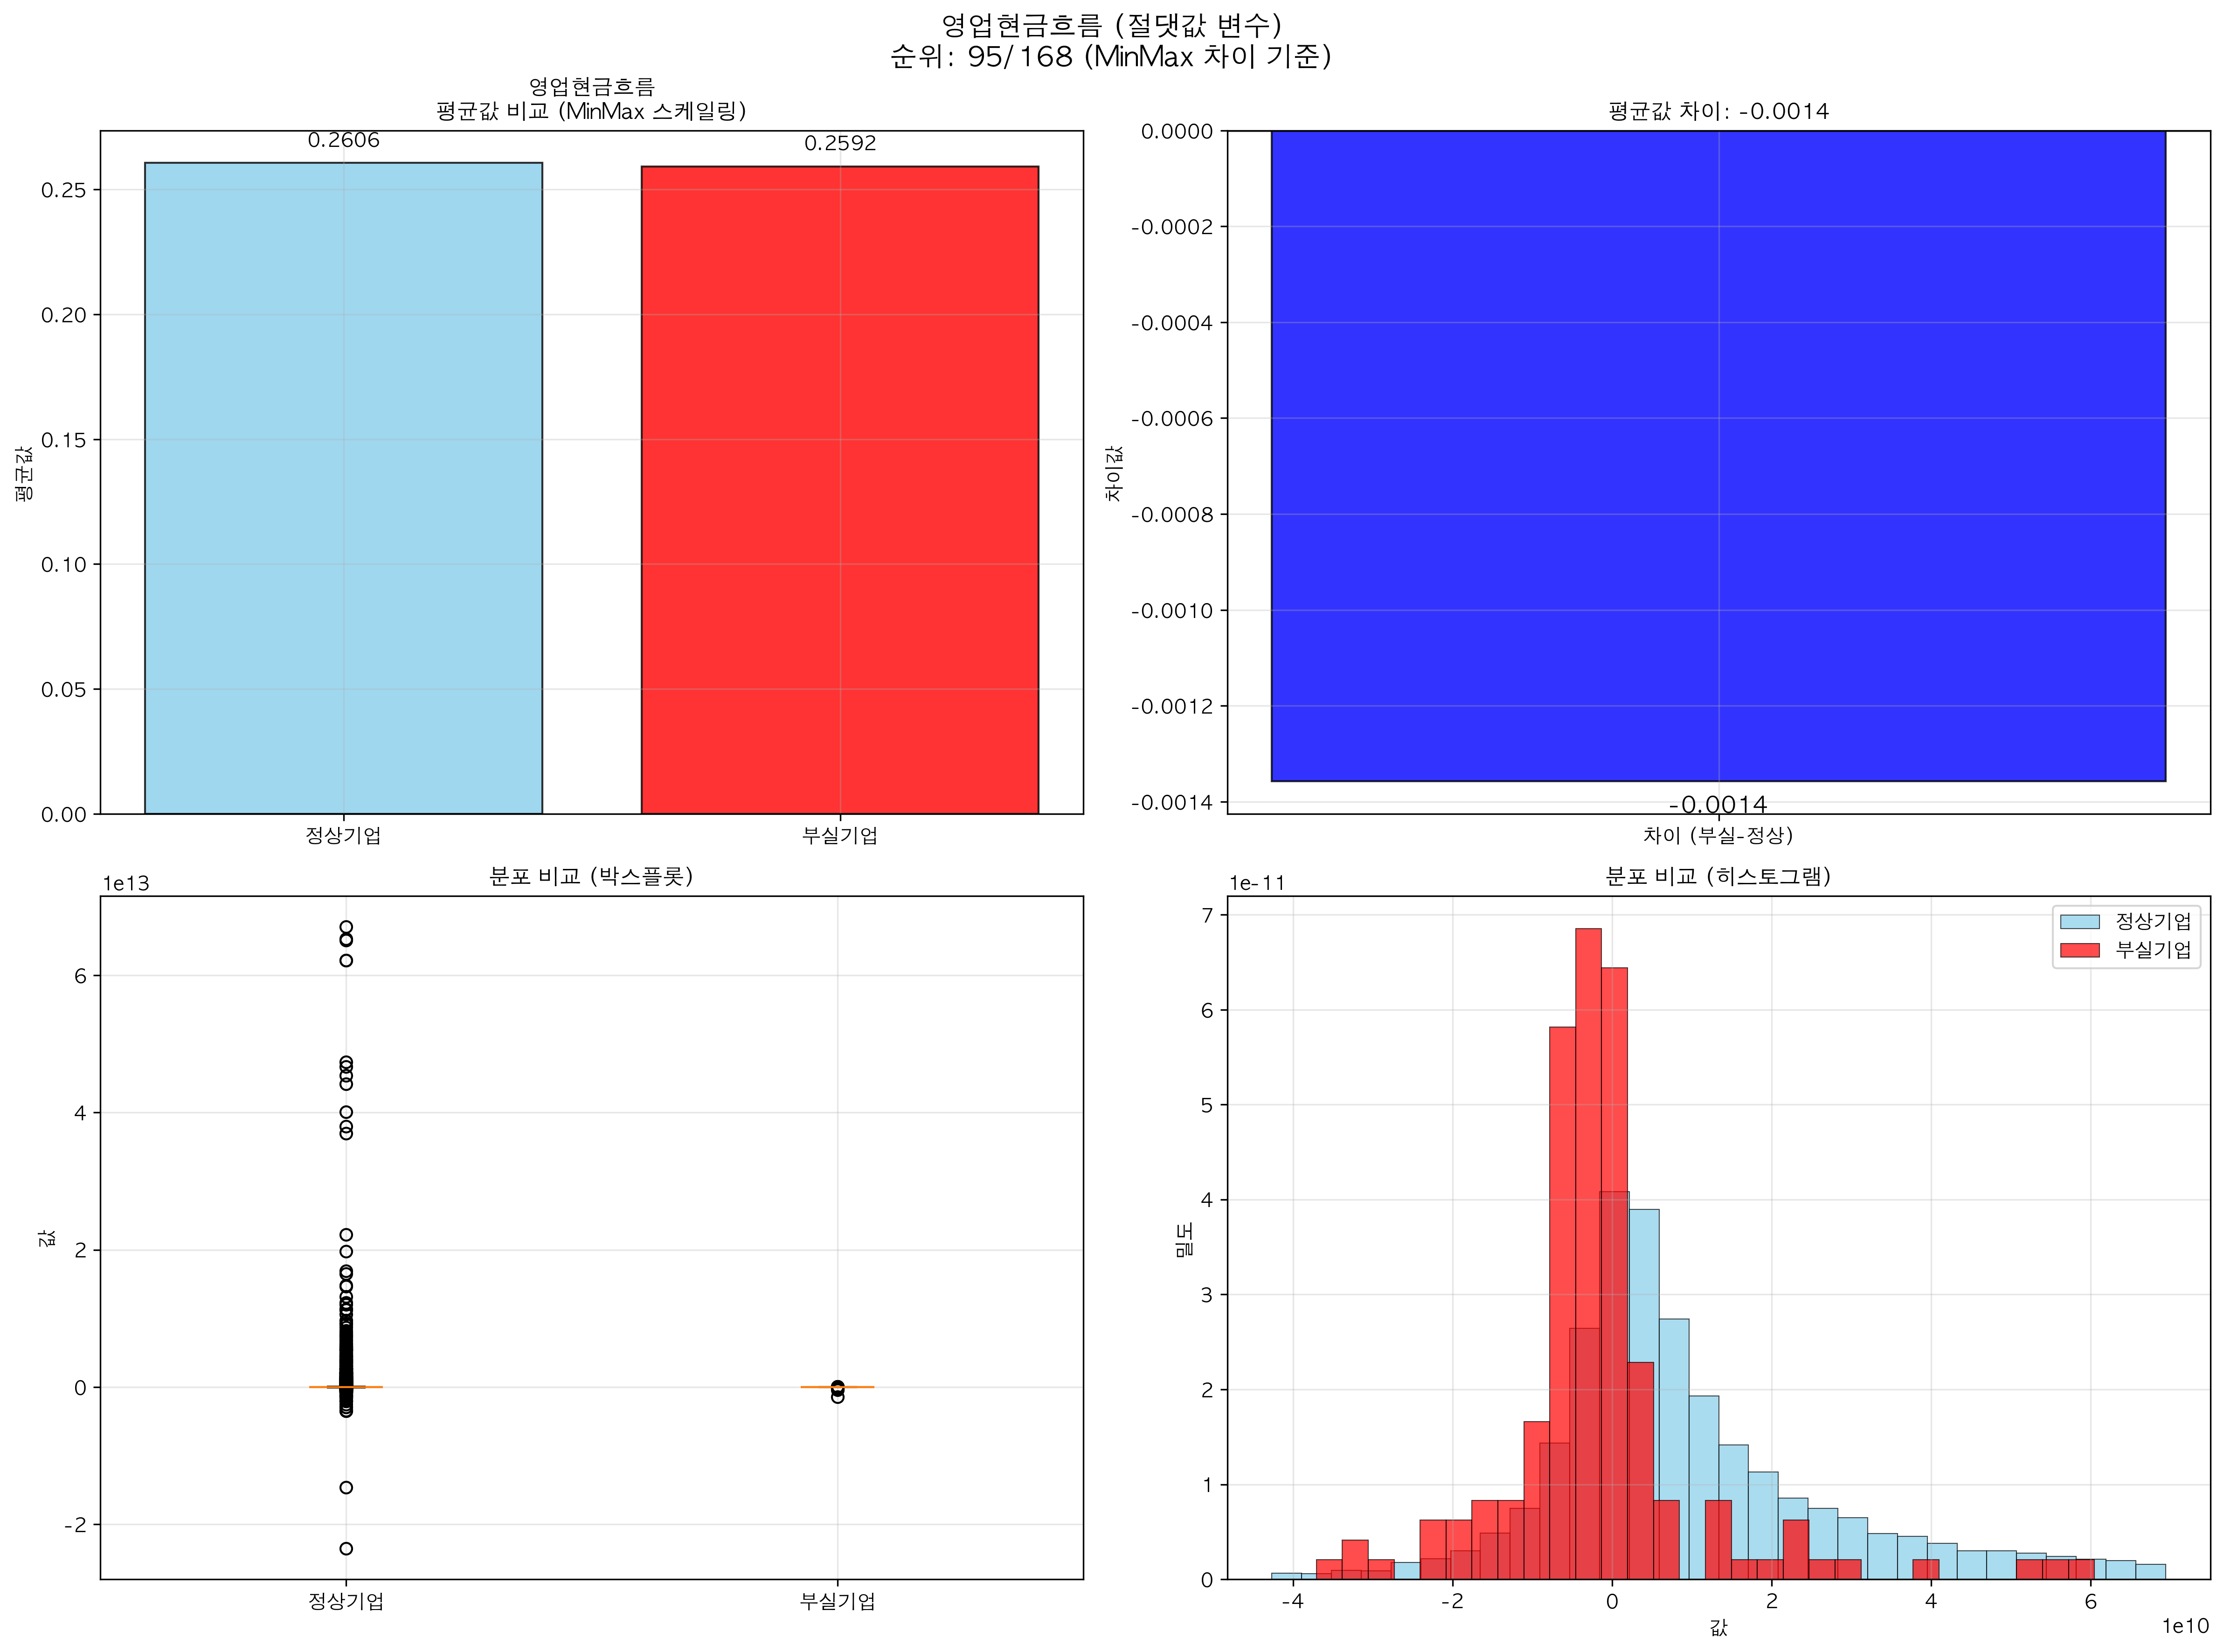 영업현금흐름 (절댓값 변수)
순위: 95/168 (MinMax 차이 기준)
영업현금흐름
평균값 비교 (MinMax 스케일링)
0.2606
0.2592
0.25
0.20
0.15
0.10
0.05
0.00
평균값
정상기업
부실기업
평균값 차이: -0.0014
0.0000
-0.0002
-0.0004
-0.0006
-0.0008
-0.0010
-0.0012
-0.0014
차이값
-0.0014
차이 (부실-정상)
분포 비교 (박스플롯)
1e13
6
4
2
0
-2
값
정상기업
부실기업
분포 비교 (히스토그램)
1e-11
7
6
5
4
3
2
1
0
밀도
정상기업
부실기업
-4
-2
0
2
4
6
1e10
값